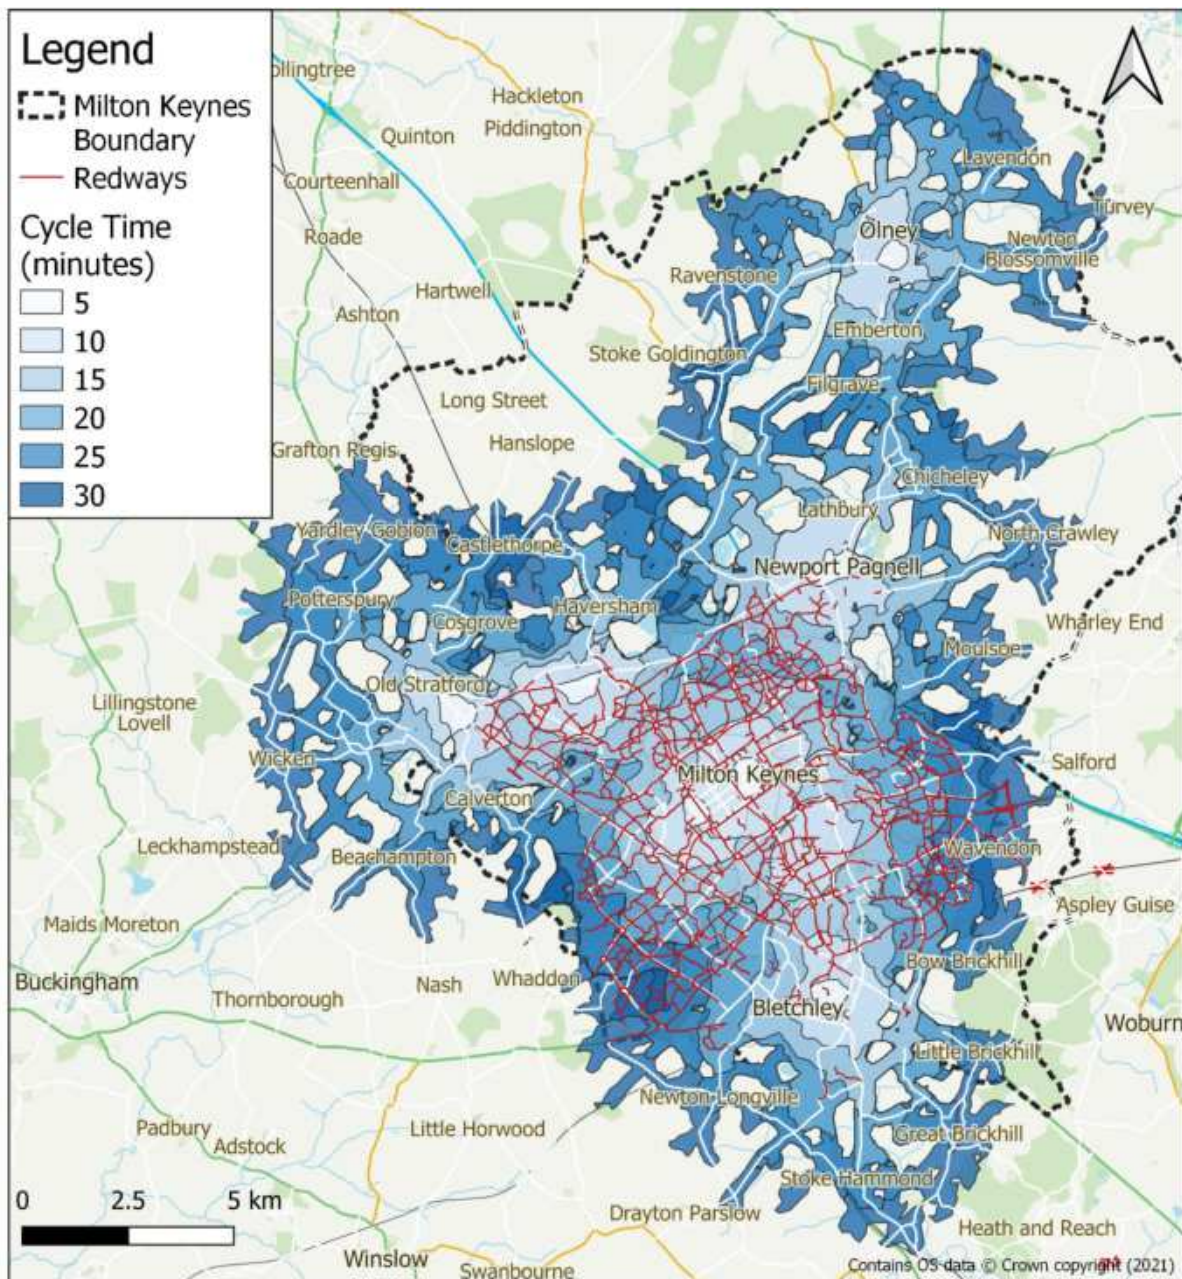 Legend
Milton Keynes
Boundary
Redways
Cycle Time
(minutes)
5
10
15
20
25
30
ollingtree
Hackleton
Piddington
Quinton
Courteenhall
Lavendon
Turvey
Roade
Olney
Newton
Blossomville
Ravenstone
Hartwell
Ashton
Emberton
Stoke Goldington
Filgrave
Long Street
Hanslope
Grafton Regis
Chicheley
Lathbury
Yardley Gobion
Castlethorpe
North Crawley
Newport Pagnell
Potterspury
Haversham
Cosgrove
Wharley End
Moulsoe
Old Stratford
Lillingstone
Lovell
Wicken
Salford
Milton Keynes
Calverton
Leckhampstead
Beachampton
Wavendon
Aspley Guise
Maids Moreton
Bow Brickhill
Buckingham
Nash
Whaddon
Thornborough
Bletchley
Woburn
Little Brickhill
Newton Longville
Padbury
Adstock
Little Horwood
Great Brickhill
Stoke Hammond
0 2.5 5 km
Drayton Parslow
Heath and Reach
Winslow
Swanbourne
Contains OS data © Crown copyright (2021)